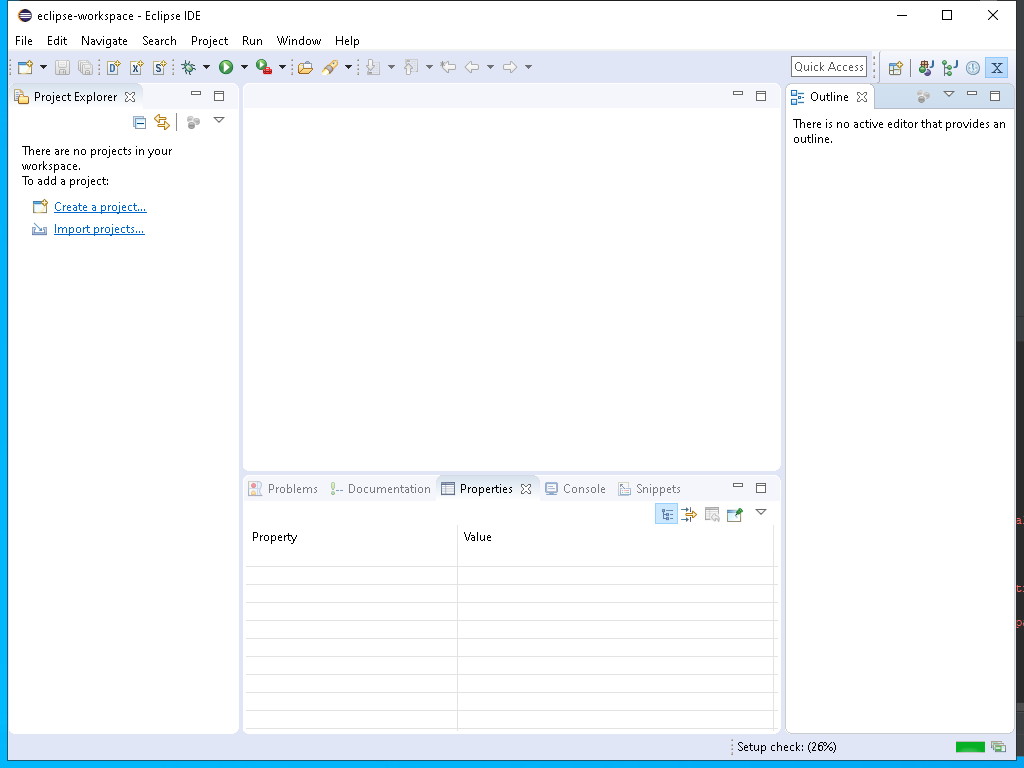 eclipse-workspace - Eclipse IDE
File Edit Navigate Search Project Run Window Help
Quick Access
Project Explorer
There are no projects in your
workspace.
To add a project:
Create a project...
Import projects...
Outline
There is no active editor that provides an
outline.
Problems Documentation Properties Console Snippets
Property Value
Setup check: (26%)